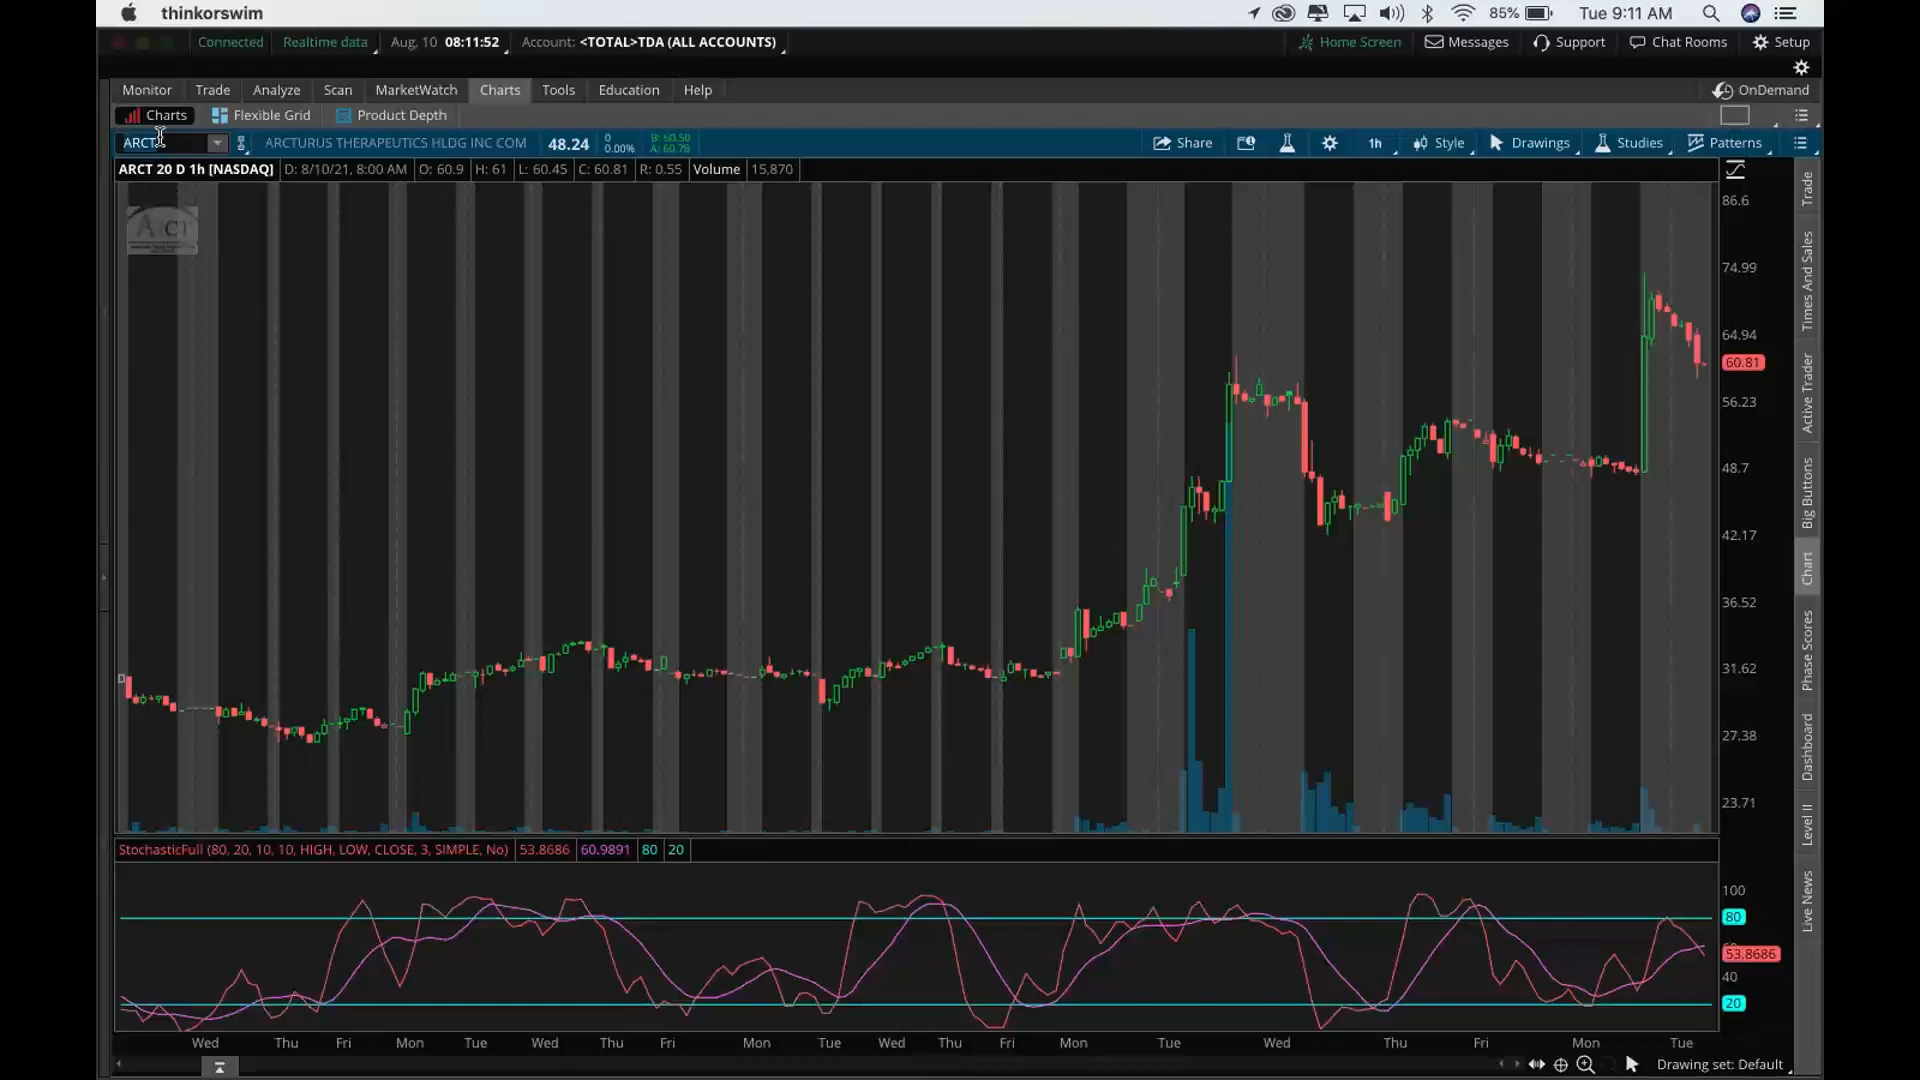 thinkorswim
85%
Tue 9:11 AM
Connected
Realtime data
Aug. 10 08:11:52
Account: <TOTAL>TDA (ALL ACCOUNTS)
Home Screen
Messages
Support
Chat Rooms
Setup
Monitor
Trade
Analyze
Scan
MarketWatch
Charts
Tools
Education
Help
OnDemand
Charts
Flexible Grid
Product Depth
ARCT
ARCTURUS THERAPEUTICS HLDG INC COM
48.24
0
0.00%
B: 60.50
A: 60.78
Share
1h
Style
Drawings
Studies
Patterns
ARCT 20 D 1h [NASDAQ]
D: 8/10/21, 8:00 AM
O: 60.9
H: 61
L: 60.45
C: 60.81
R: 0.55
Volume
15,870
86.6
74.99
64.94
60.81
56.23
48.7
42.17
36.52
31.62
27.38
23.71
StochasticFull (80, 20, 10, 10, HIGH, LOW, CLOSE, 3, SIMPLE, No)
53.8686
60.9891
80
20
100
80
53.8686
40
20
Wed
Thu
Fri
Mon
Tue
Wed
Thu
Fri
Mon
Tue
Wed
Thu
Fri
Mon
Tue
Wed
Thu
Fri
Mon
Tue
Drawing set: Default
Trade
Times And Sales
Active Trader
Big Buttons
Chart
Phase Scores
Dashboard
Level II
Live News